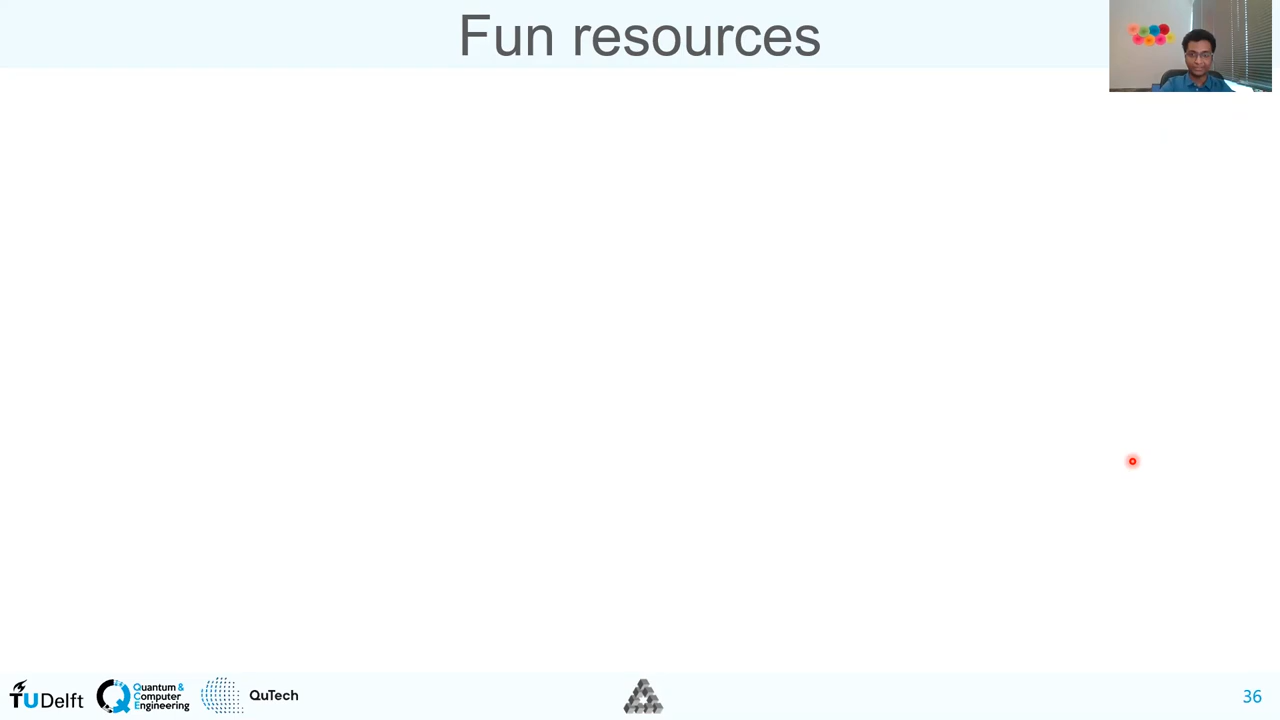 Fun resources
TUDelft
Quantum &
Computer
Engineering
QuTech
36